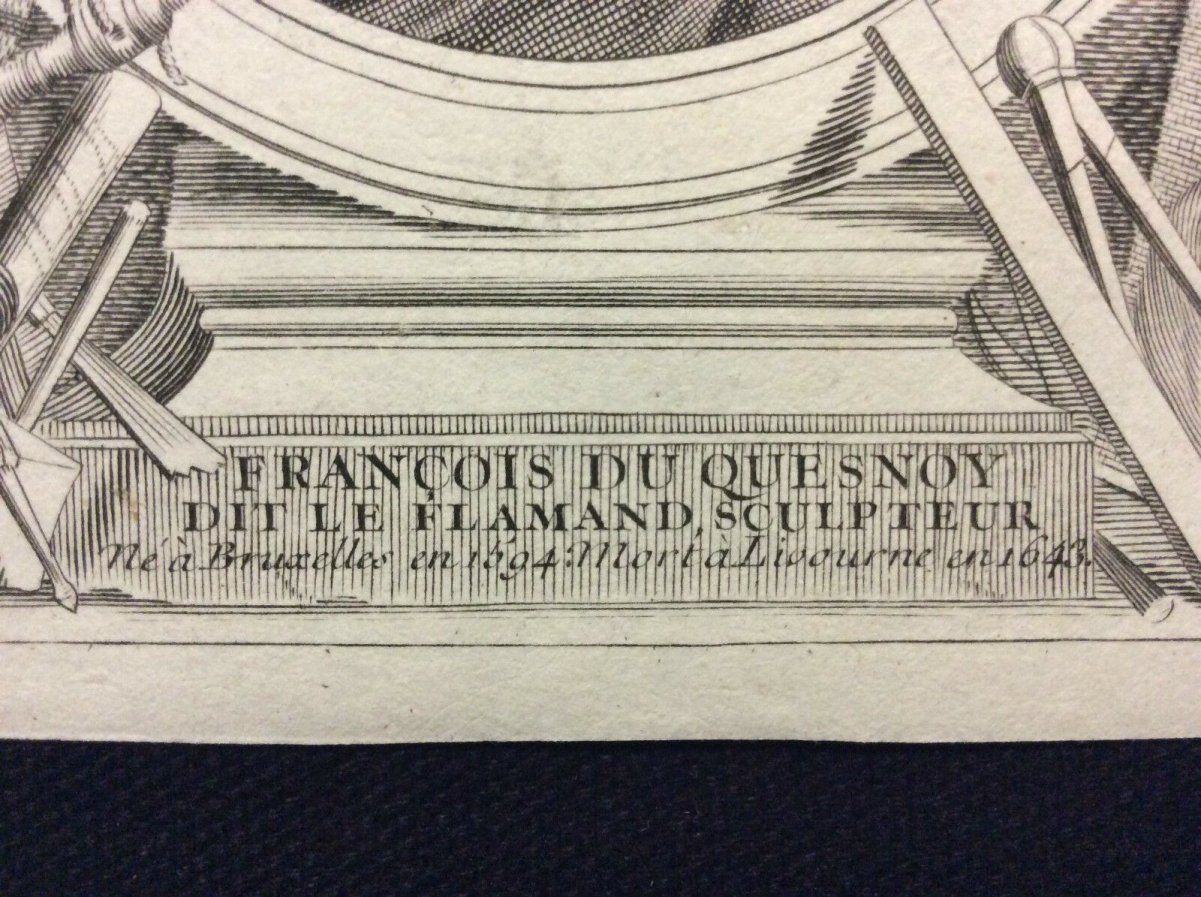 FRANÇOIS DU QUESNOY
DIT LE FLAMAND, SCULPTEUR
Né à Bruxelles en 1594. Mort à Livourne en 1643.